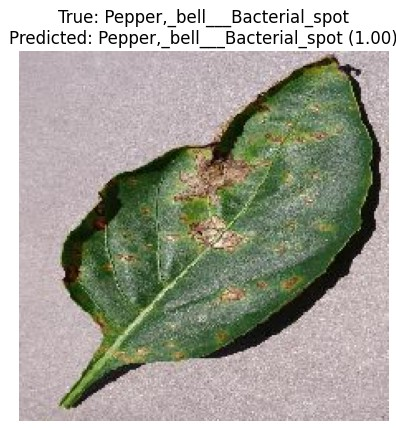 True: Pepper,_bell___Bacterial_spot
Predicted: Pepper,_bell___Bacterial_spot (1.00)